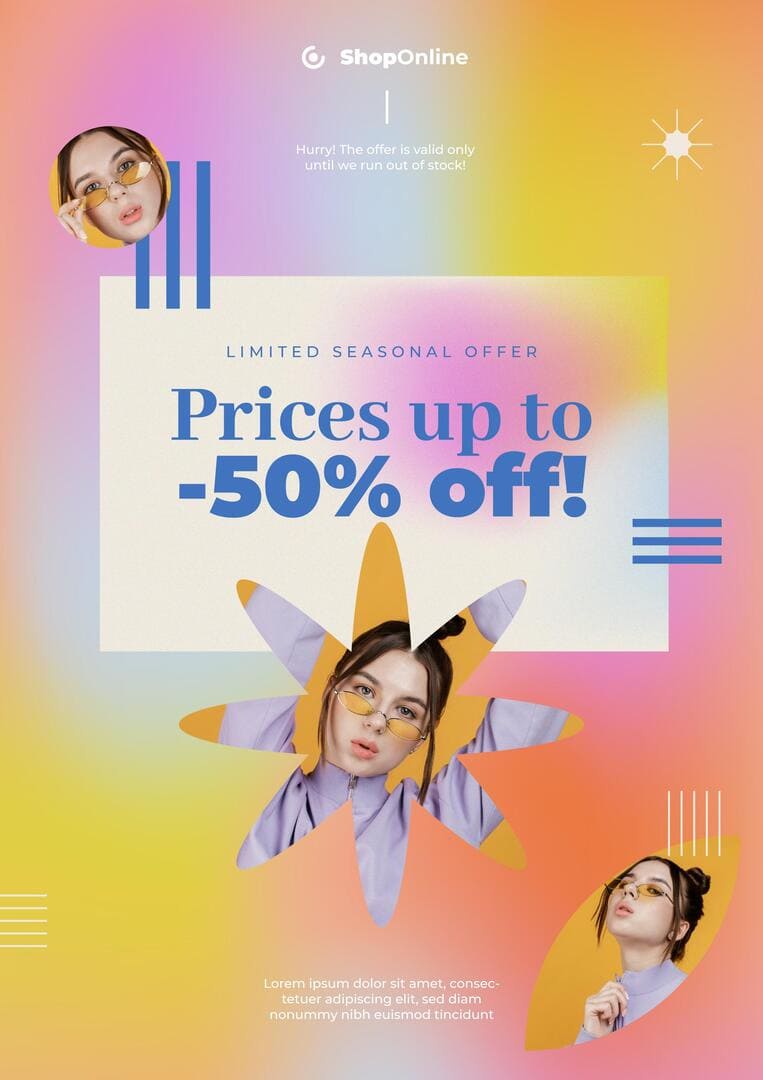 ShopOnline
Hurry! The offer is valid only
until we run out of stock!
LIMITED SEASONAL OFFER
Prices up to
-50% off!
Lorem ipsum dolor sit amet, consec-
tetuer adipiscing elit, sed diam
nonummy nibh euismod tincidunt